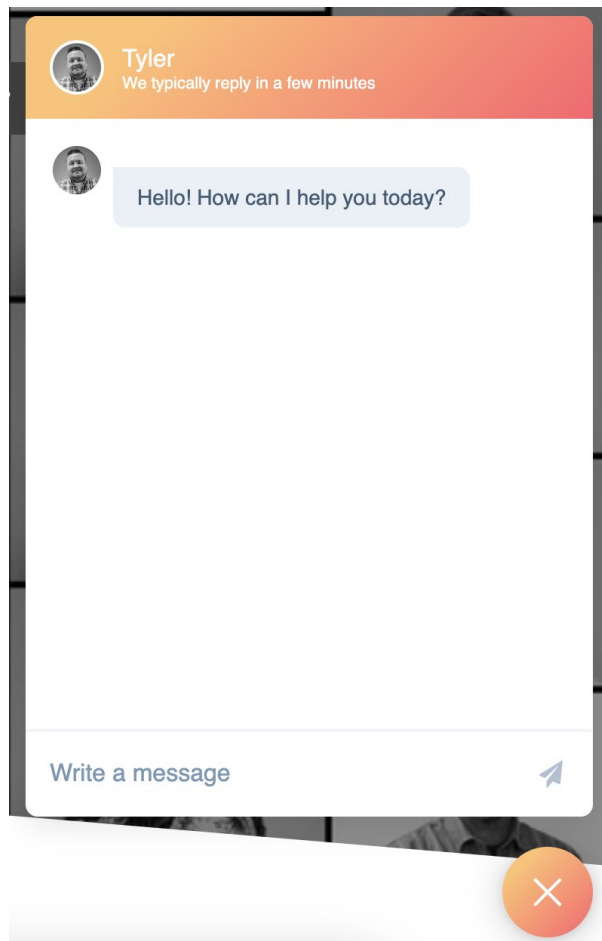 Tyler
We typically reply in a few minutes
Hello! How can I help you today?
Write a message